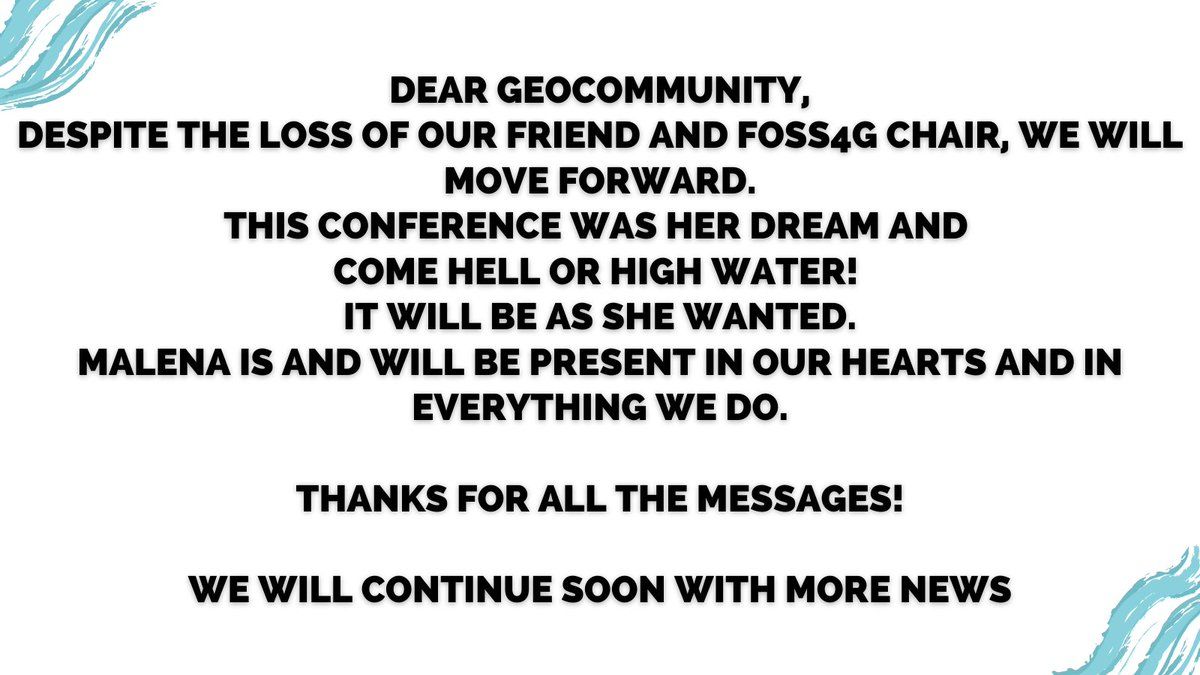 DEAR GEOCOMMUNITY,
DESPITE THE LOSS OF OUR FRIEND AND FOSS4G CHAIR, WE WILL
MOVE FORWARD.
THIS CONFERENCE WAS HER DREAM AND
COME HELL OR HIGH WATER!
IT WILL BE AS SHE WANTED.
MALENA IS AND WILL BE PRESENT IN OUR HEARTS AND IN
EVERYTHING WE DO.
THANKS FOR ALL THE MESSAGES!
WE WILL CONTINUE SOON WITH MORE NEWS